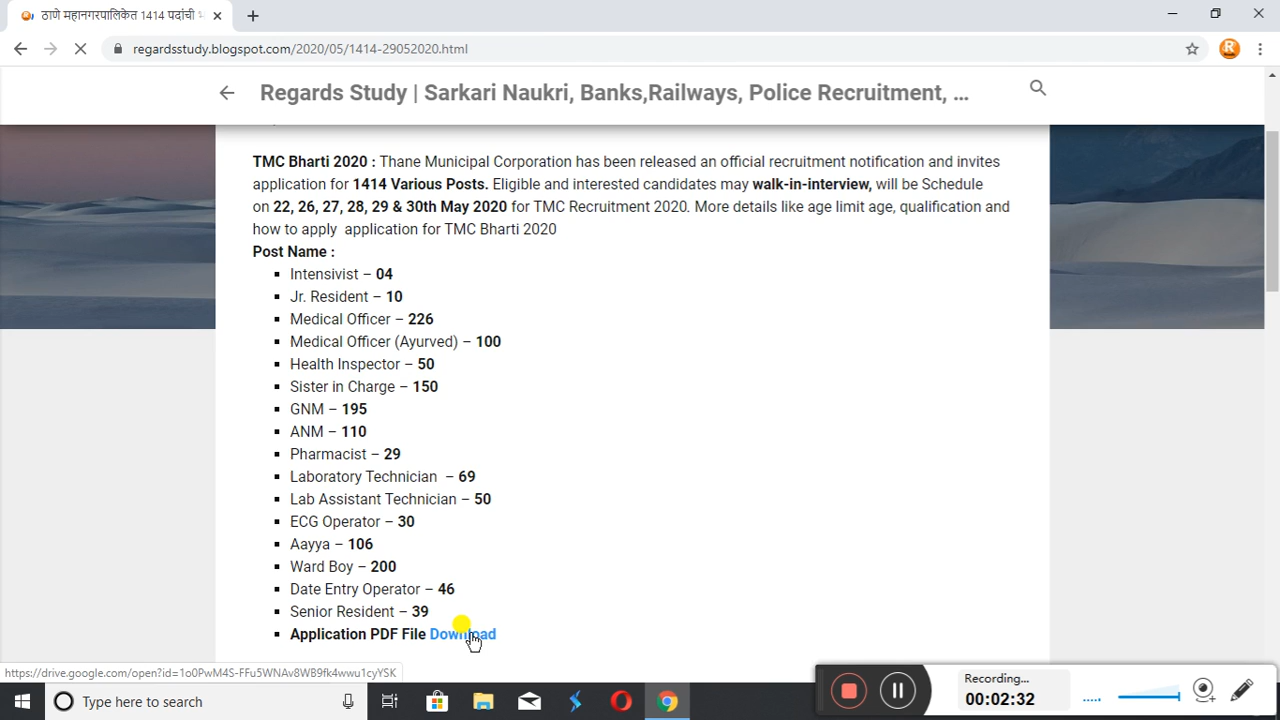 ठाणे महानगरपालिकेत 1414 पदांची
regardsstudy.blogspot.com/2020/05/1414-29052020.html
R
Regards Study | Sarkari Naukri, Banks,Railways, Police Recruitment, ...
TMC Bharti 2020 : Thane Municipal Corporation has been released an official recruitment notification and invites
application for 1414 Various Posts. Eligible and interested candidates may walk-in-interview, will be Schedule
on 22, 26, 27, 28, 29 & 30th May 2020 for TMC Recruitment 2020. More details like age limit age, qualification and
how to apply application for TMC Bharti 2020
Post Name :
Intensivist – 04
Jr. Resident – 10
Medical Officer – 226
Medical Officer (Ayurved) – 100
Health Inspector – 50
Sister in Charge – 150
GNM – 195
ANM – 110
Pharmacist – 29
Laboratory Technician – 69
Lab Assistant Technician – 50
ECG Operator – 30
Aayya – 106
Ward Boy – 200
Date Entry Operator – 46
Senior Resident – 39
Application PDF File Download
https://drive.google.com/open?id=1o0PwM4S-FFu5WNAv8WB9fk4wwu1cyYSK
Recording...
00:02:32
Type here to search